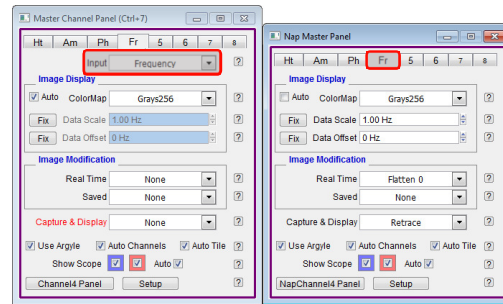 Master Channel Panel (Ctrl+7)
Ht Am Ph Fr 5 6 7 8
Input Frequency ?
Image Display
Auto ColorMap Grays256 ?
Fix Data Scale 1.00 Hz ?
Fix Data Offset 0 Hz ?
Image Modification
Real Time None ?
Saved None ?
Capture & Display None ?
Use Argyle Auto Channels Auto Tile ?
Show Scope Auto ?
Channel4 Panel Setup ?
Nap Master Panel
Ht Am Ph Fr 5 6 7 8
Image Display
Auto ColorMap Grays256 ?
Fix Data Scale 1.00 Hz ?
Fix Data Offset 0 Hz ?
Image Modification
Real Time Flatten 0 ?
Saved None ?
Capture & Display Retrace ?
Use Argyle Auto Channels Auto Tile ?
Show Scope Auto ?
NapChannel4 Panel Setup ?